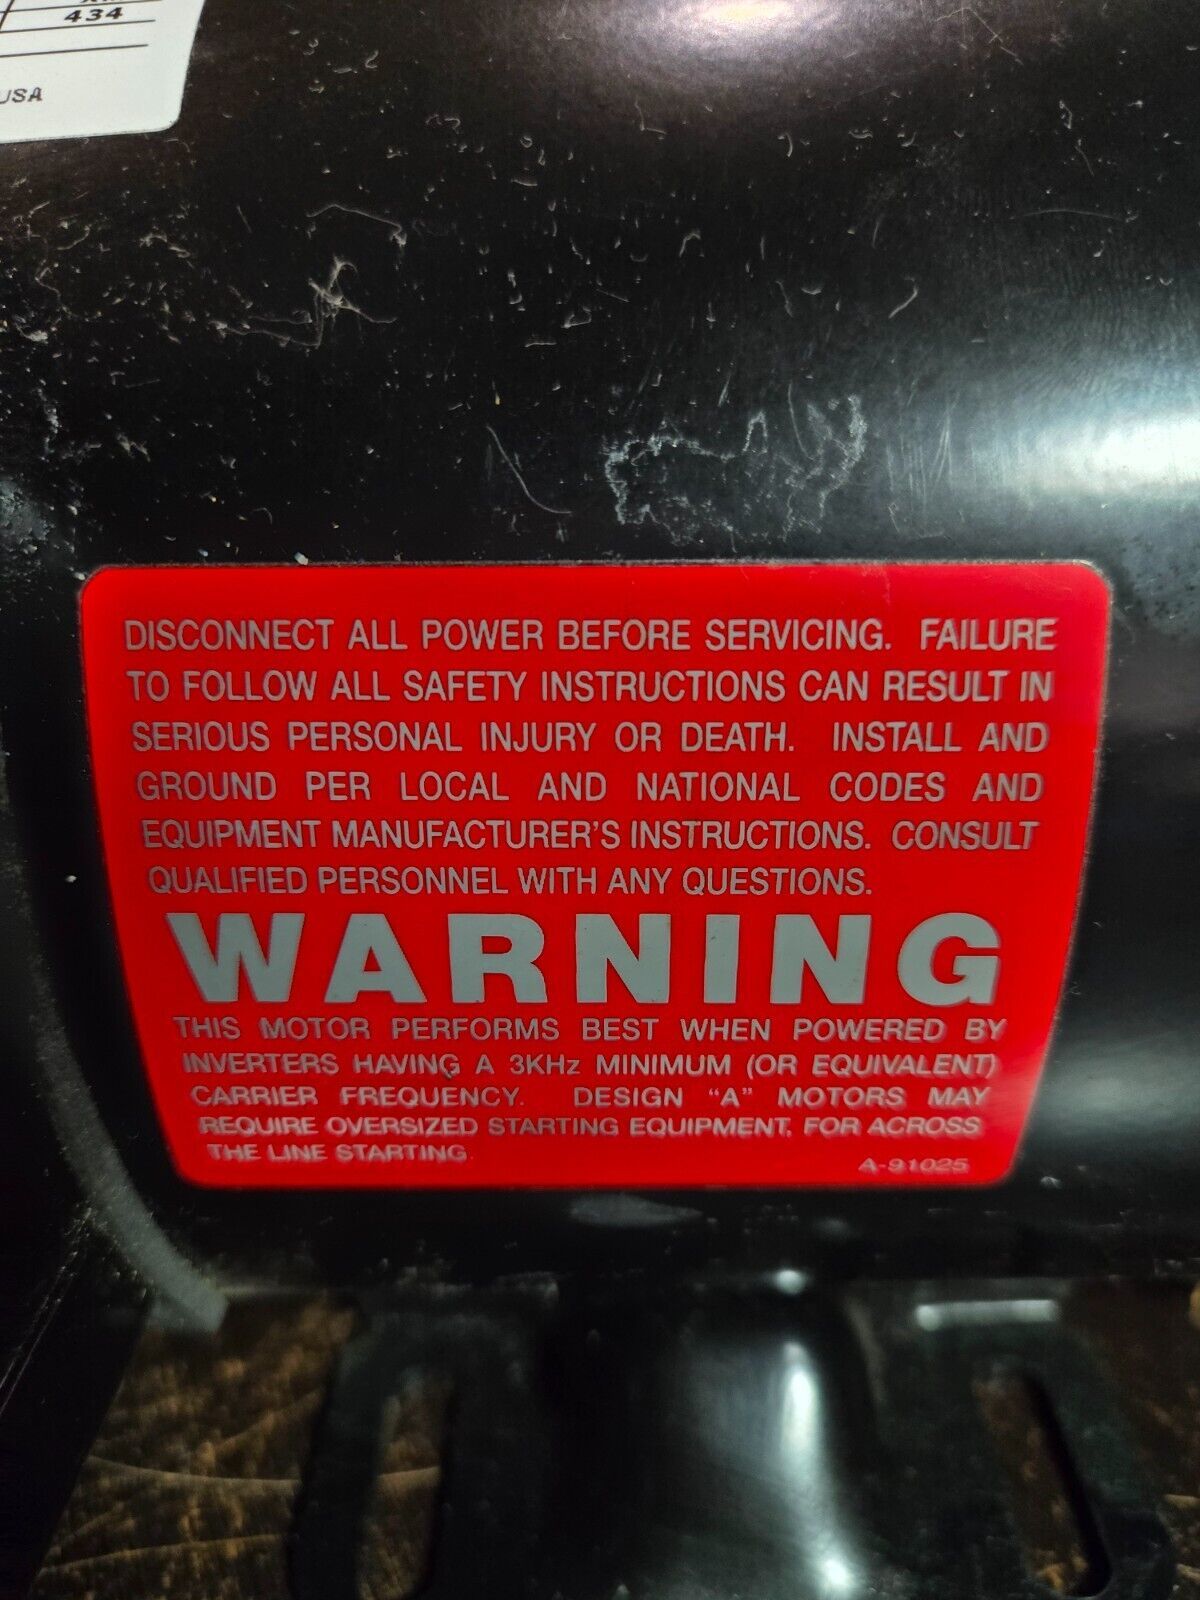 434
USA
DISCONNECT ALL POWER BEFORE SERVICING. FAILURE
TO FOLLOW ALL SAFETY INSTRUCTIONS CAN RESULT IN
SERIOUS PERSONAL INJURY OR DEATH. INSTALL AND
GROUND PER LOCAL AND NATIONAL CODES AND
EQUIPMENT MANUFACTURER'S INSTRUCTIONS. CONSULT
QUALIFIED PERSONNEL WITH ANY QUESTIONS.
WARNING
THIS MOTOR PERFORMS BEST WHEN POWERED BY
INVERTERS HAVING A 3KHz MINIMUM (OR EQUIVALENT)
CARRIER FREQUENCY. DESIGN "A" MOTORS MAY
REQUIRE OVERSIZED STARTING EQUIPMENT, FOR ACROSS
THE LINE STARTING
A-91025